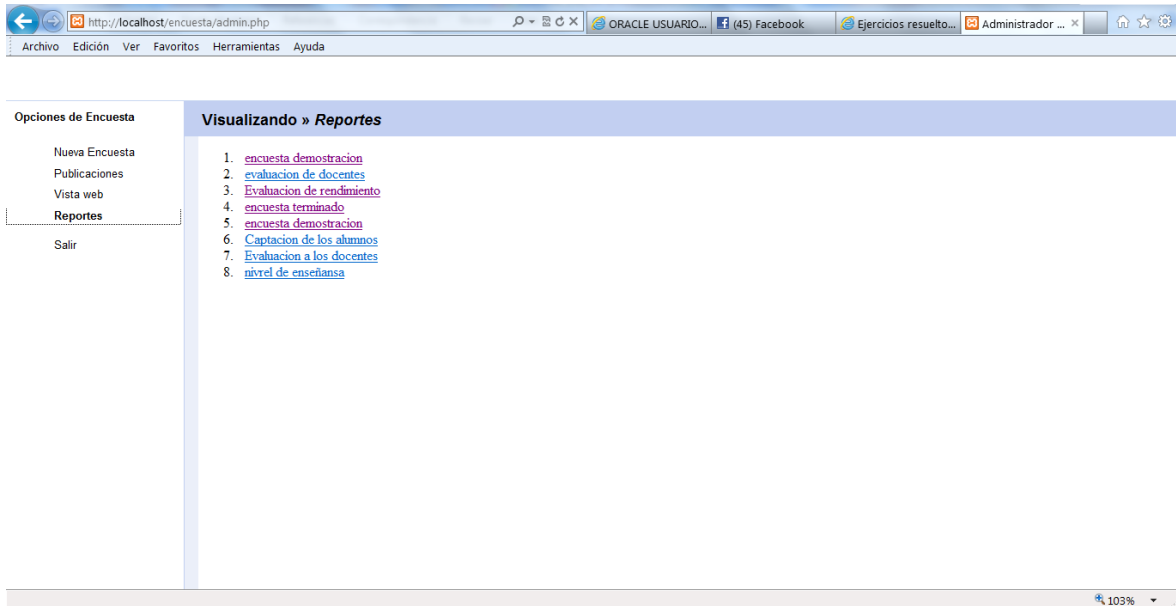 http://localhost/encuesta/admin.php
ORACLE USUARIO...
(45) Facebook
Ejercicios resuelto...
Administrador ...
Archivo Edición Ver Favoritos Herramientas Ayuda
Opciones de Encuesta
Nueva Encuesta
Publicaciones
Vista web
Reportes
Salir
Visualizando » Reportes
1. encuesta demostracion
2. evaluacion de docentes
3. Evaluacion de rendimiento
4. encuesta terminado
5. encuesta demostracion
6. Captacion de los alumnos
7. Evaluacion a los docentes
8. nivrel de enseñansa
103%